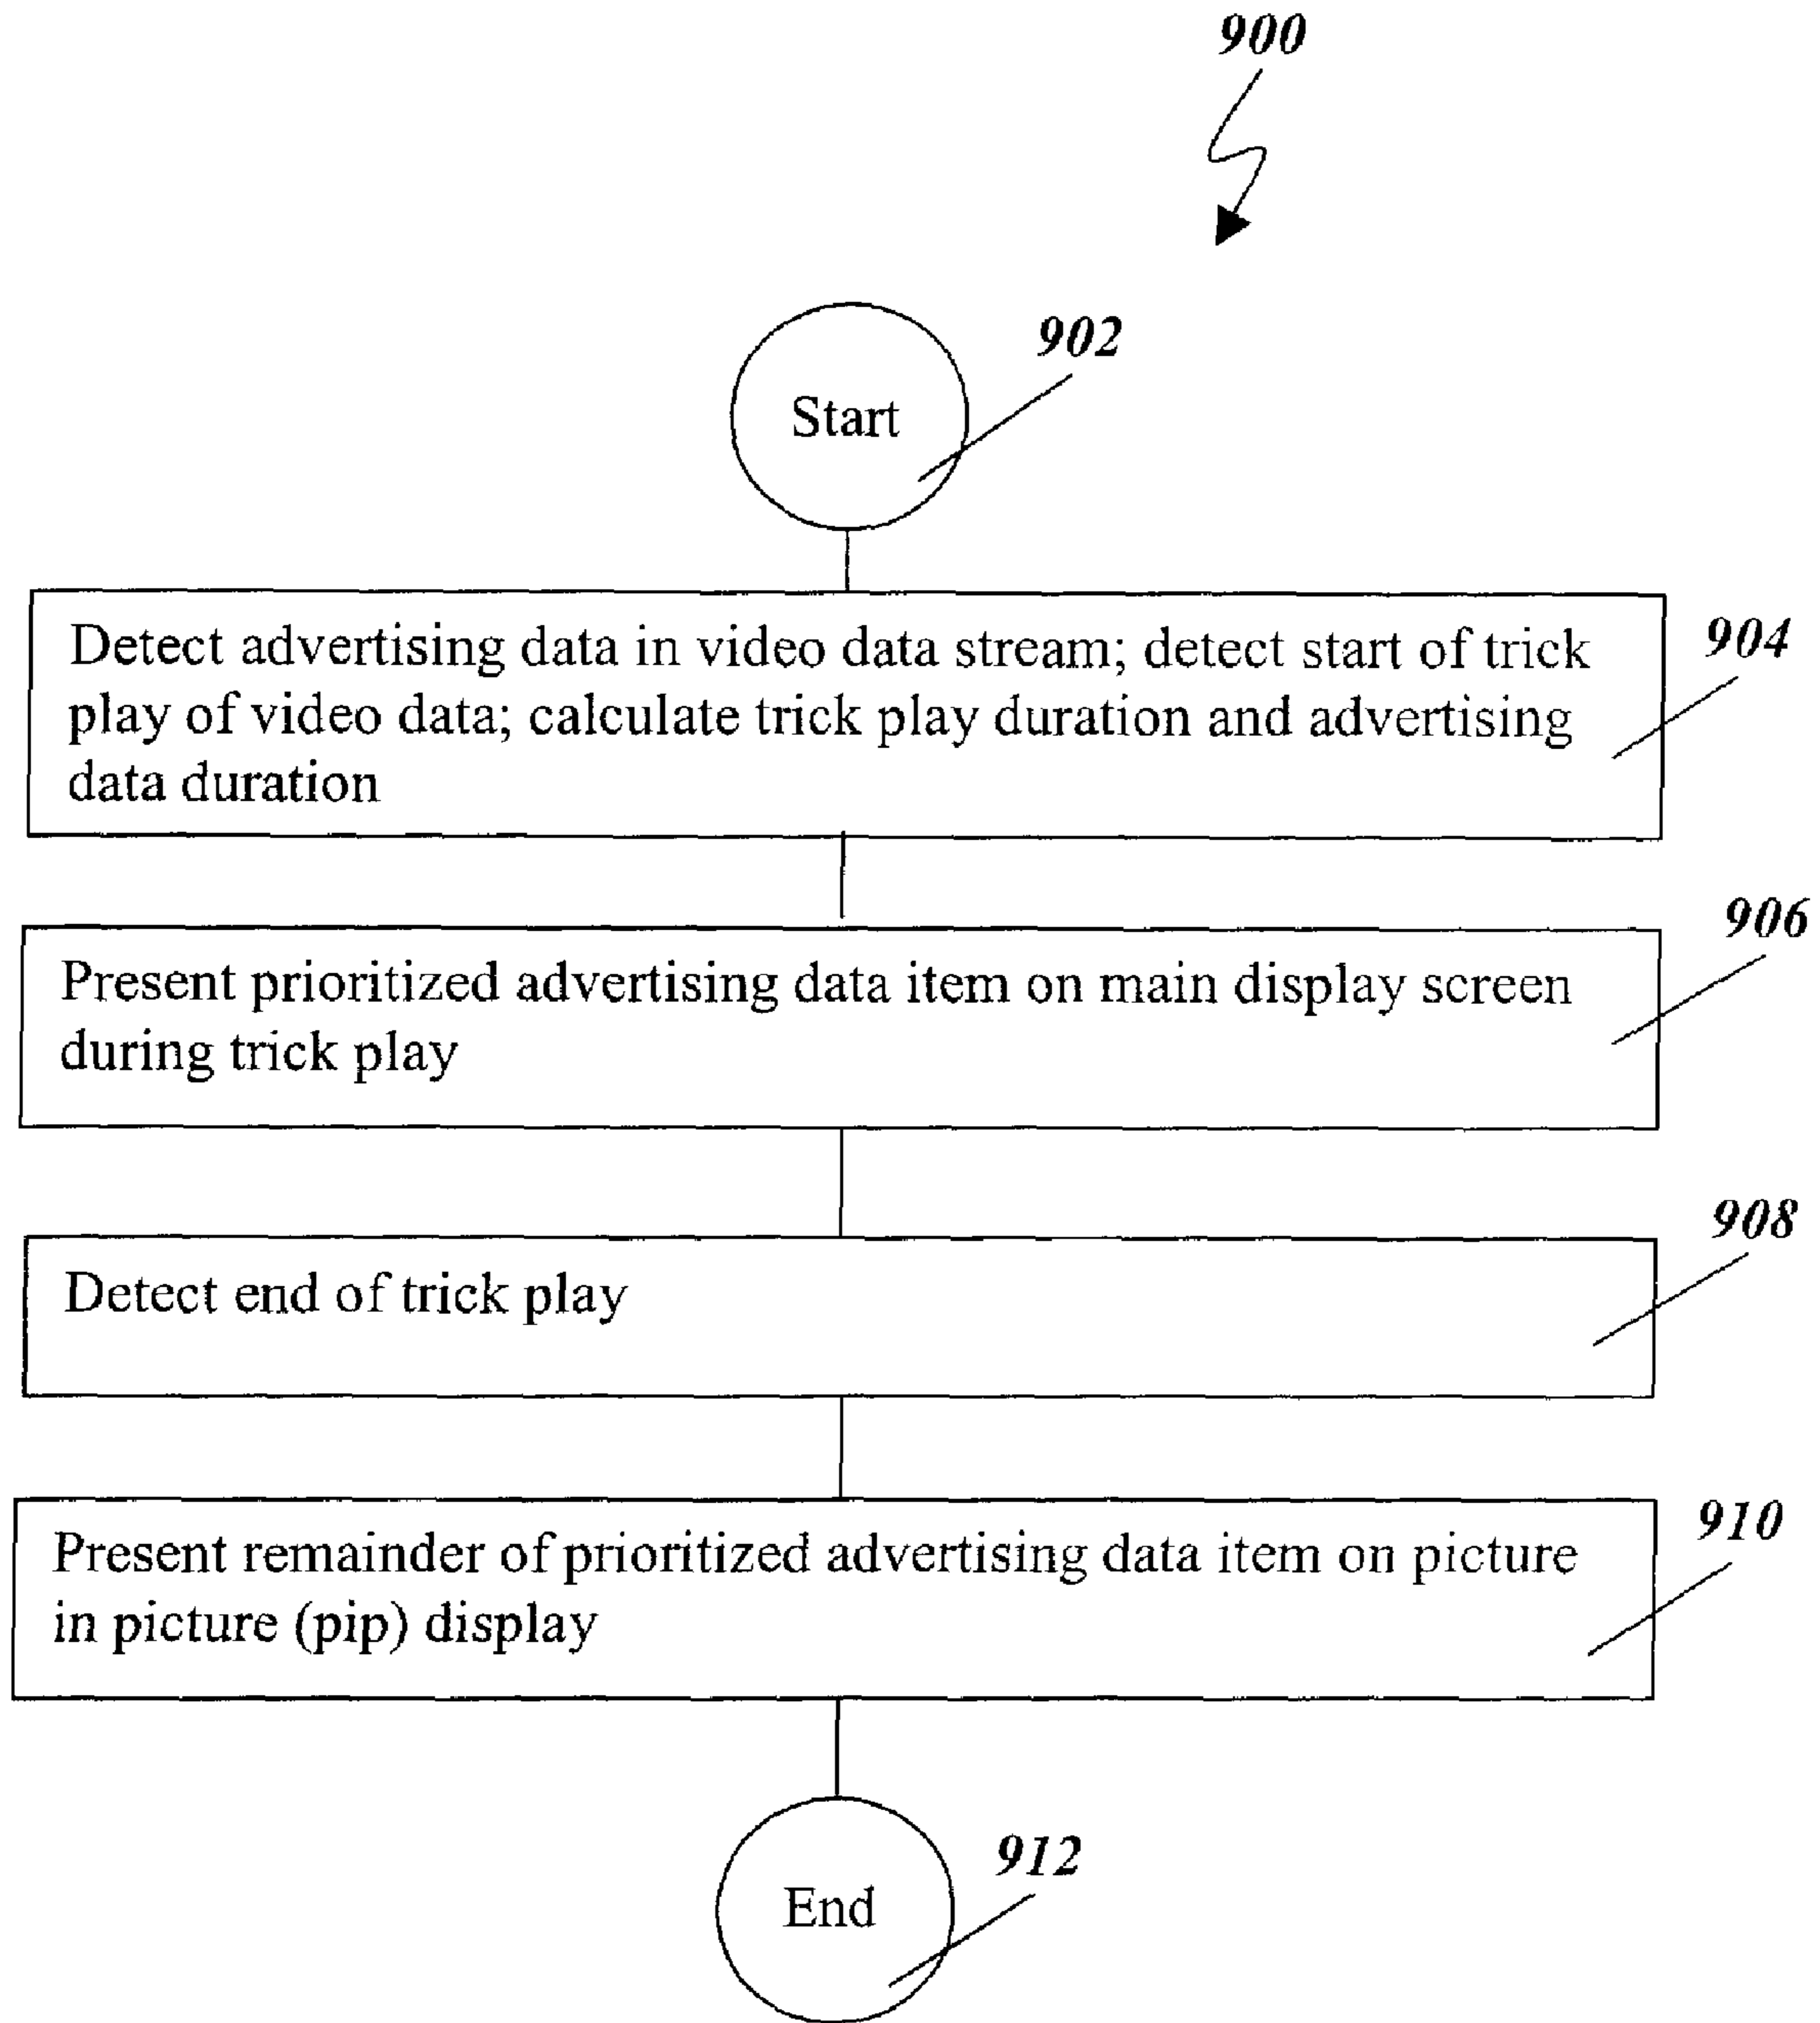 900
902
Start
904
Detect advertising data in video data stream; detect start of trick
play of video data; calculate trick play duration and advertising
data duration
906
Present prioritized advertising data item on main display screen
during trick play
908
Detect end of trick play
910
Present remainder of prioritized advertising data item on picture
in picture (pip) display
912
End